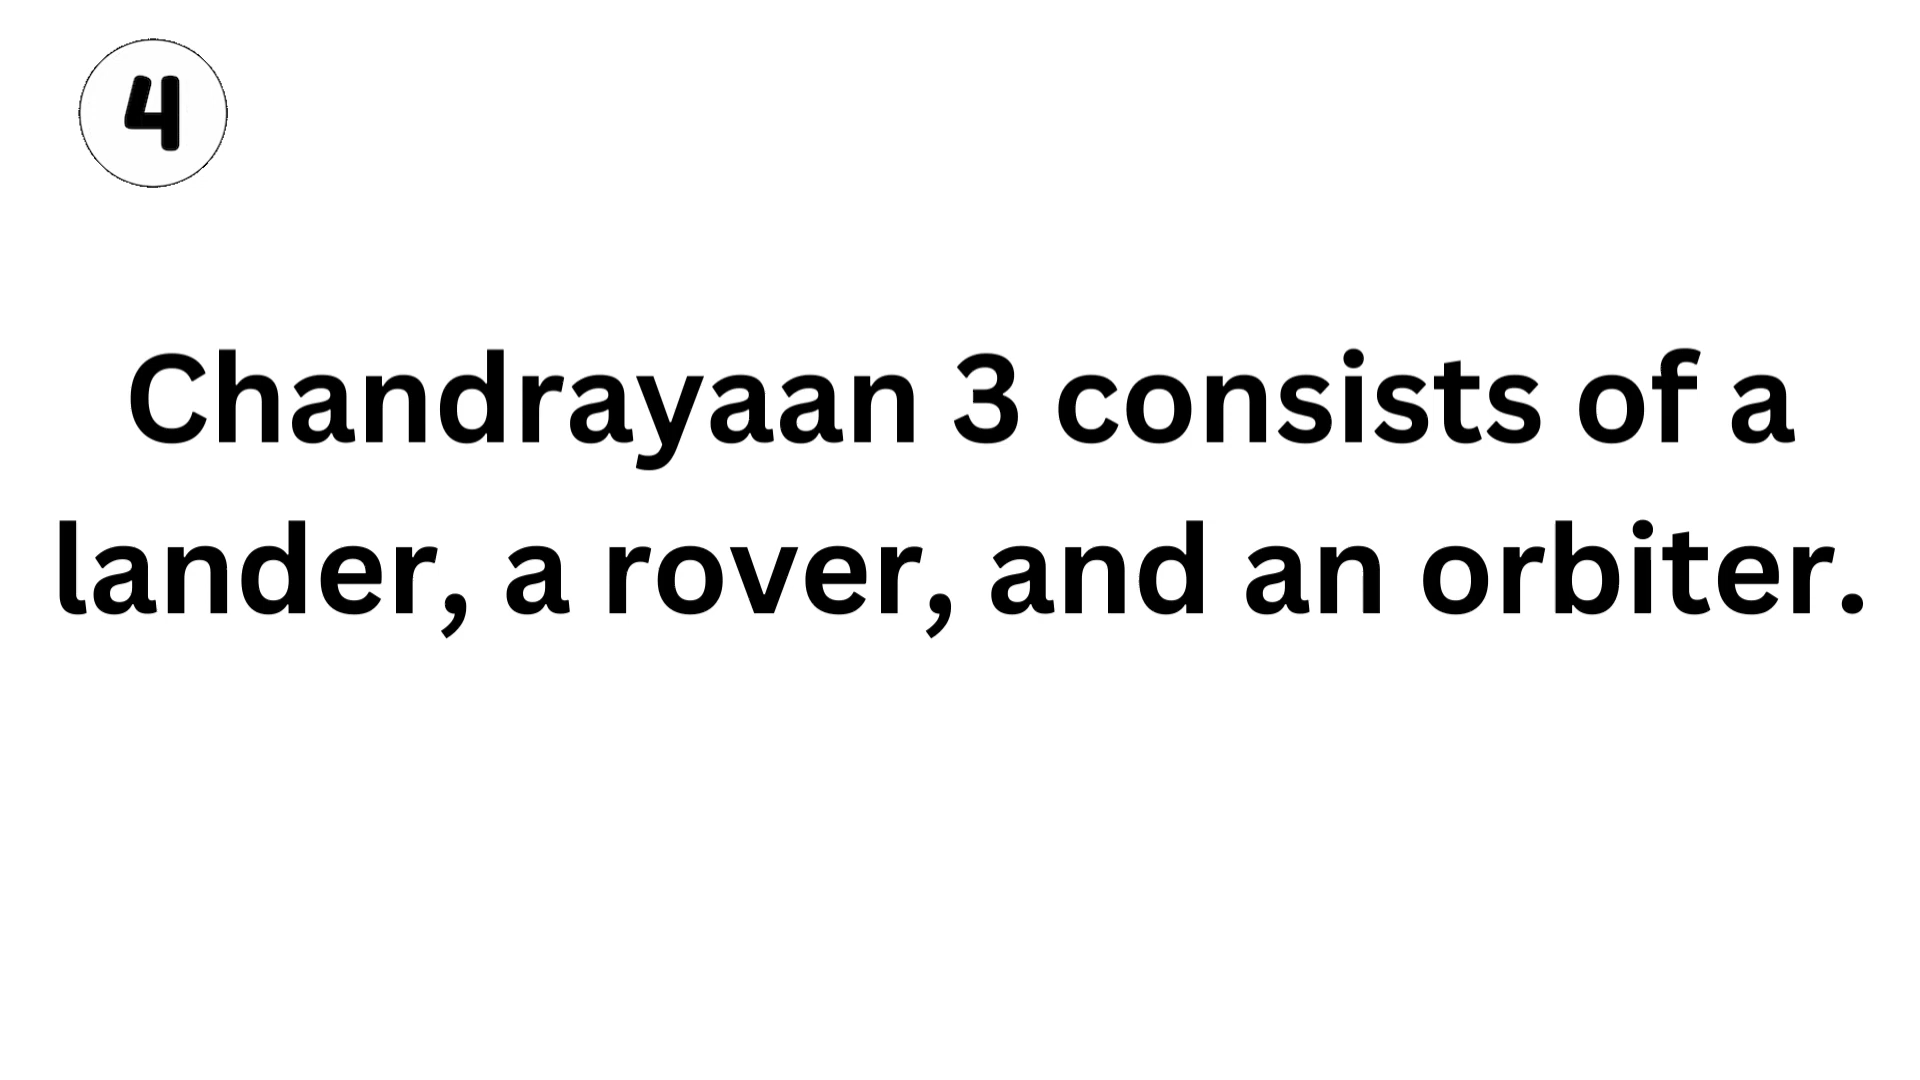 4
Chandrayaan 3 consists of a
lander, a rover, and an orbiter.